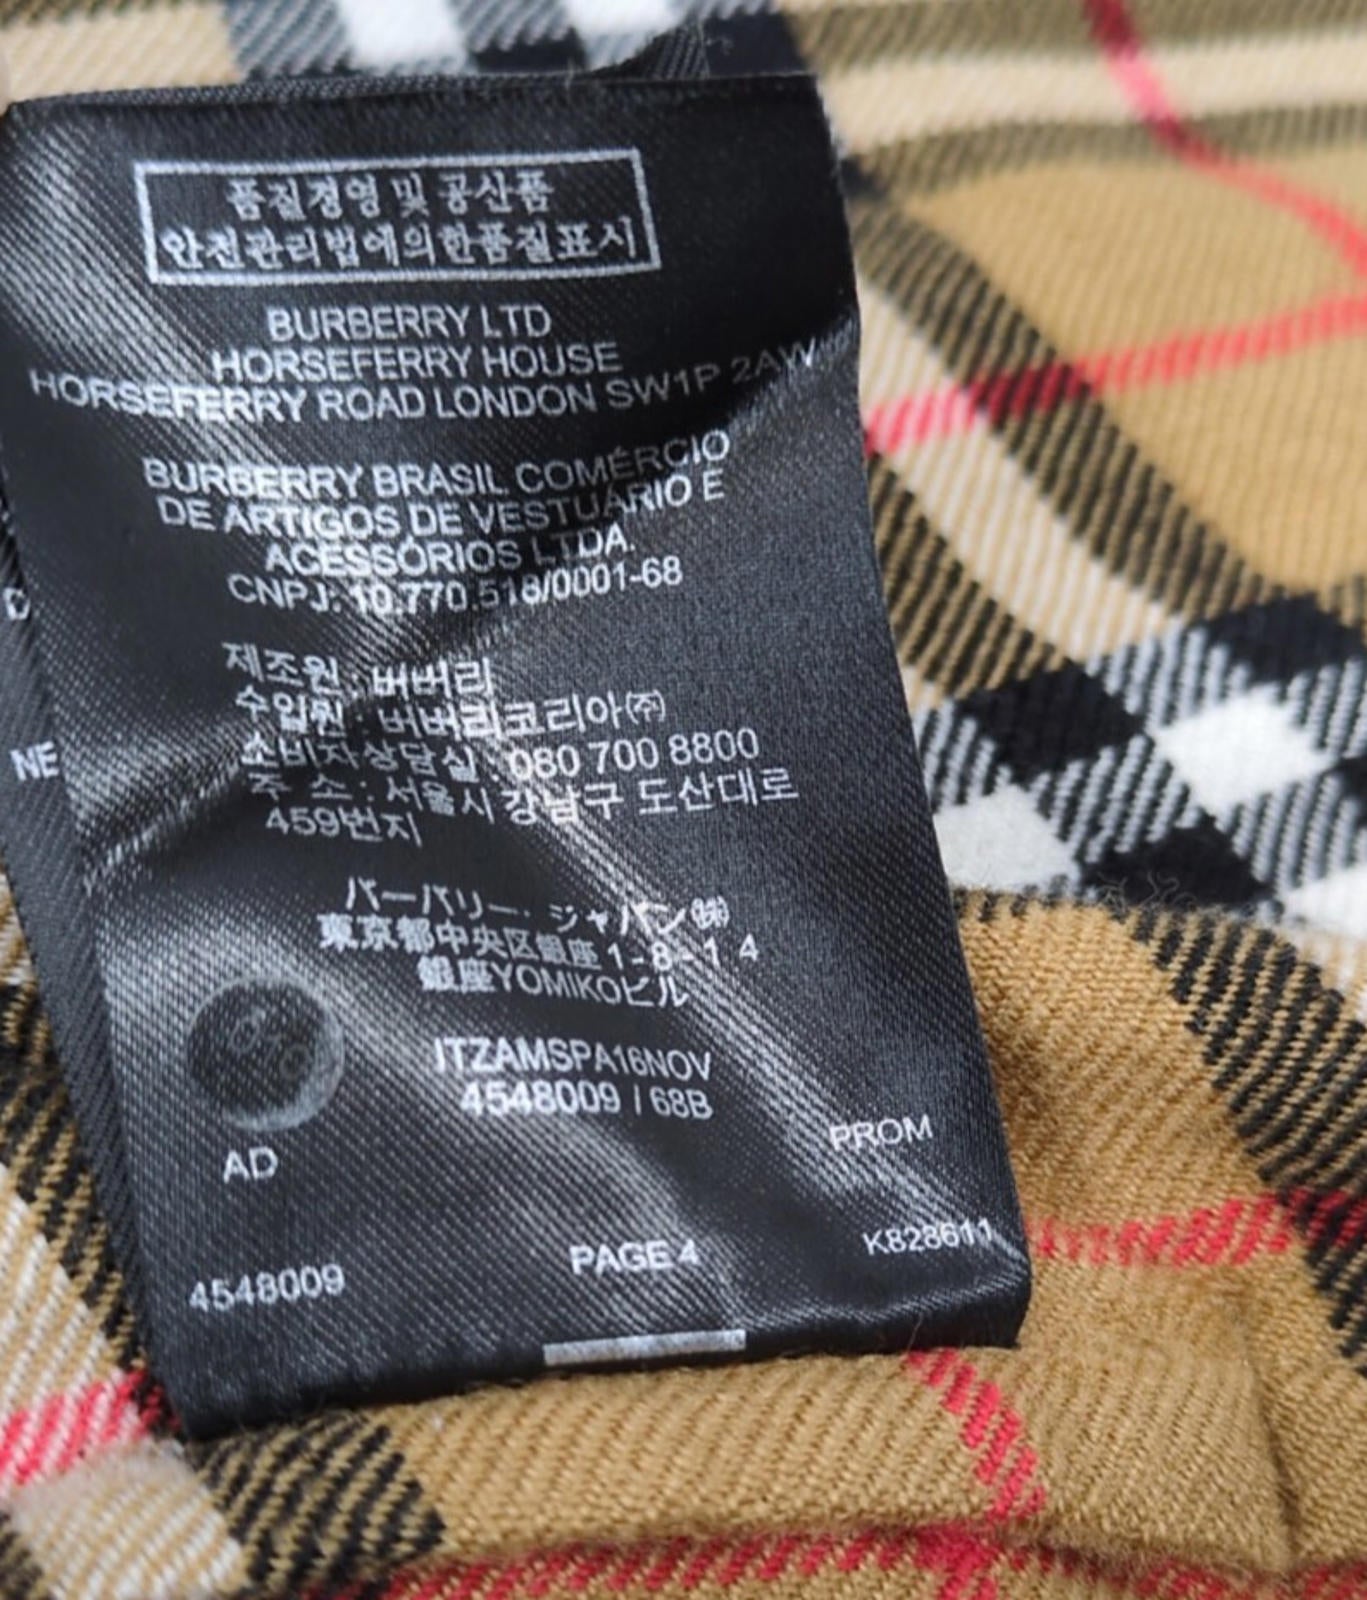 품질경영 및 공산품
안전관리법에의한품질표시
BURBERRY LTD
HORSEFERRY HOUSE
HORSEFERRY ROAD LONDON SW1P 2AW
BURBERRY BRASIL COMÉRCIO
DE ARTIGOS DE VESTUÁRIO E
ACESSÓRIOS LTDA.
CNPJ: 10.770.518/0001-68
제조원 : 버버리
수입원 : 버버리코리아㈜
소비자상담실 : 080 700 8800
주 소 : 서울시 강남구 도산대로
459번지
NE
バーバリー・ジャパン㈱
東京都中央区銀座1-8-14
銀座YOMIKOビル
ITZAMSPA16NOV
4548009 / 68B
PROM
AD
K828611
PAGE 4
4548009